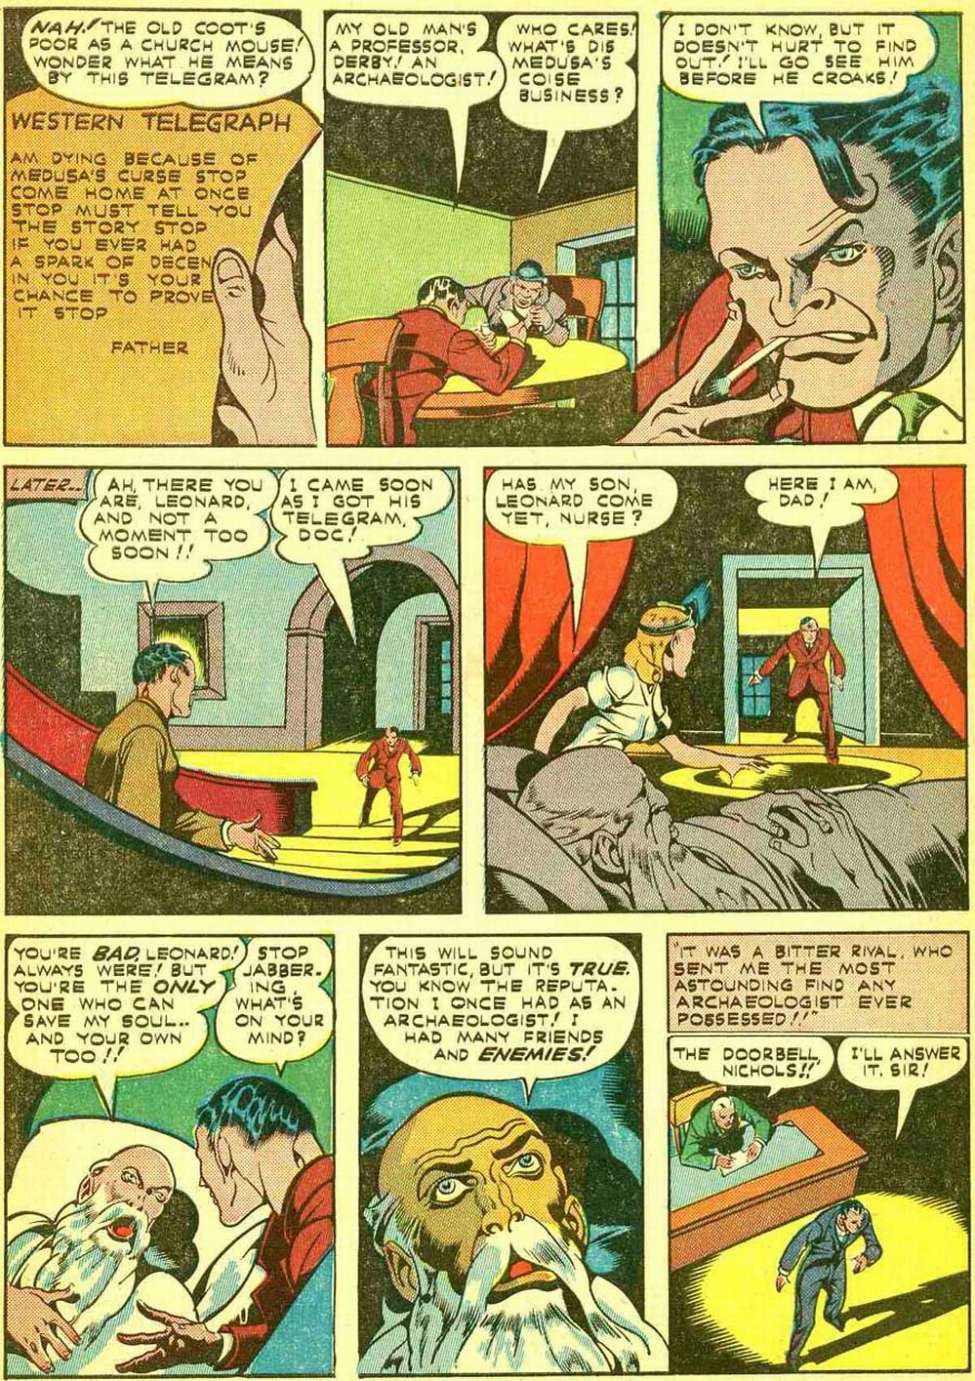 NAH! THE OLD COOT'S
POOR AS A CHURCH MOUSE!
WONDER WHAT HE MEANS
BY THIS TELEGRAM?
WESTERN TELEGRAPH
AM DYING BECAUSE OF
MEDUSA'S CURSE STOP
COME HOME AT ONCE
STOP MUST TELL YOU
THE STORY STOP
IF YOU EVER HAD
A SPARK OF DECEN
IN YOU IT'S YOUR
CHANCE TO PROVE
IT STOP
FATHER
MY OLD MAN'S
A PROFESSOR,
DERBY! AN
ARCHAEOLOGIST!
WHO CARES!
WHAT'S DIS
MEDUSA'S
COISE
BUSINESS?
I DON'T KNOW, BUT IT
DOESN'T HURT TO FIND
OUT! I'LL GO SEE HIM
BEFORE HE CROAKS!
LATER...
AH, THERE YOU
ARE, LEONARD,
AND NOT A
MOMENT TOO
SOON!!
I CAME SOON
AS I GOT HIS
TELEGRAM,
DOC!
HAS MY SON,
LEONARD COME
YET, NURSE?
HERE I AM,
DAD!
YOU'RE BAD, LEONARD!
ALWAYS WERE! BUT
YOU'RE THE ONLY
ONE WHO CAN
SAVE MY SOUL..
AND YOUR OWN
TOO!!
STOP
JABBER-
ING,
WHAT'S
ON YOUR
MIND?
THIS WILL SOUND
FANTASTIC, BUT IT'S TRUE.
YOU KNOW THE REPUTA-
TION I ONCE HAD AS AN
ARCHAEOLOGIST! I
HAD MANY FRIENDS
AND ENEMIES!
"IT WAS A BITTER RIVAL, WHO
SENT ME THE MOST
ASTOUNDING FIND ANY
ARCHAEOLOGIST EVER
POSSESSED!!"
THE DOORBELL,
NICHOLS!!
I'LL ANSWER
IT, SIR!